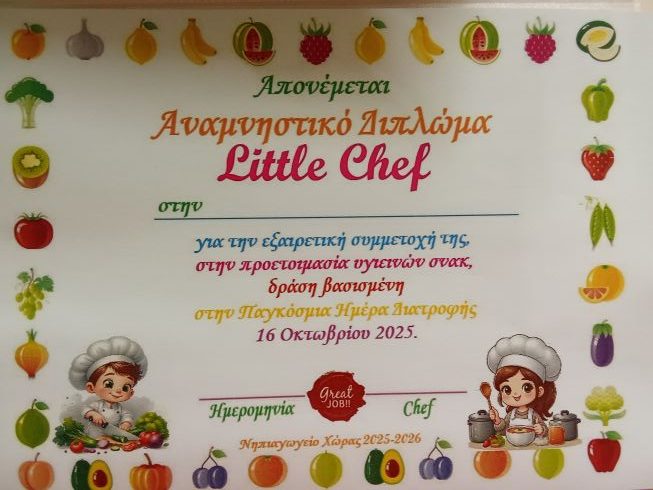 Απονέμεται
Αναμνηστικό Δίπλωμα
Little Chef
στην
για την εξαιρετική συμμετοχή της,
στην προετοιμασία υγιεινών σνακ,
δράση βασισμένη
στην Παγκόσμια Ημέρα Διατροφής
16 Οκτωβρίου 2025.
Great
JOB!!
Ημερομηνία Chef
Νηπιαγωγείο Χώρας 2025-2026